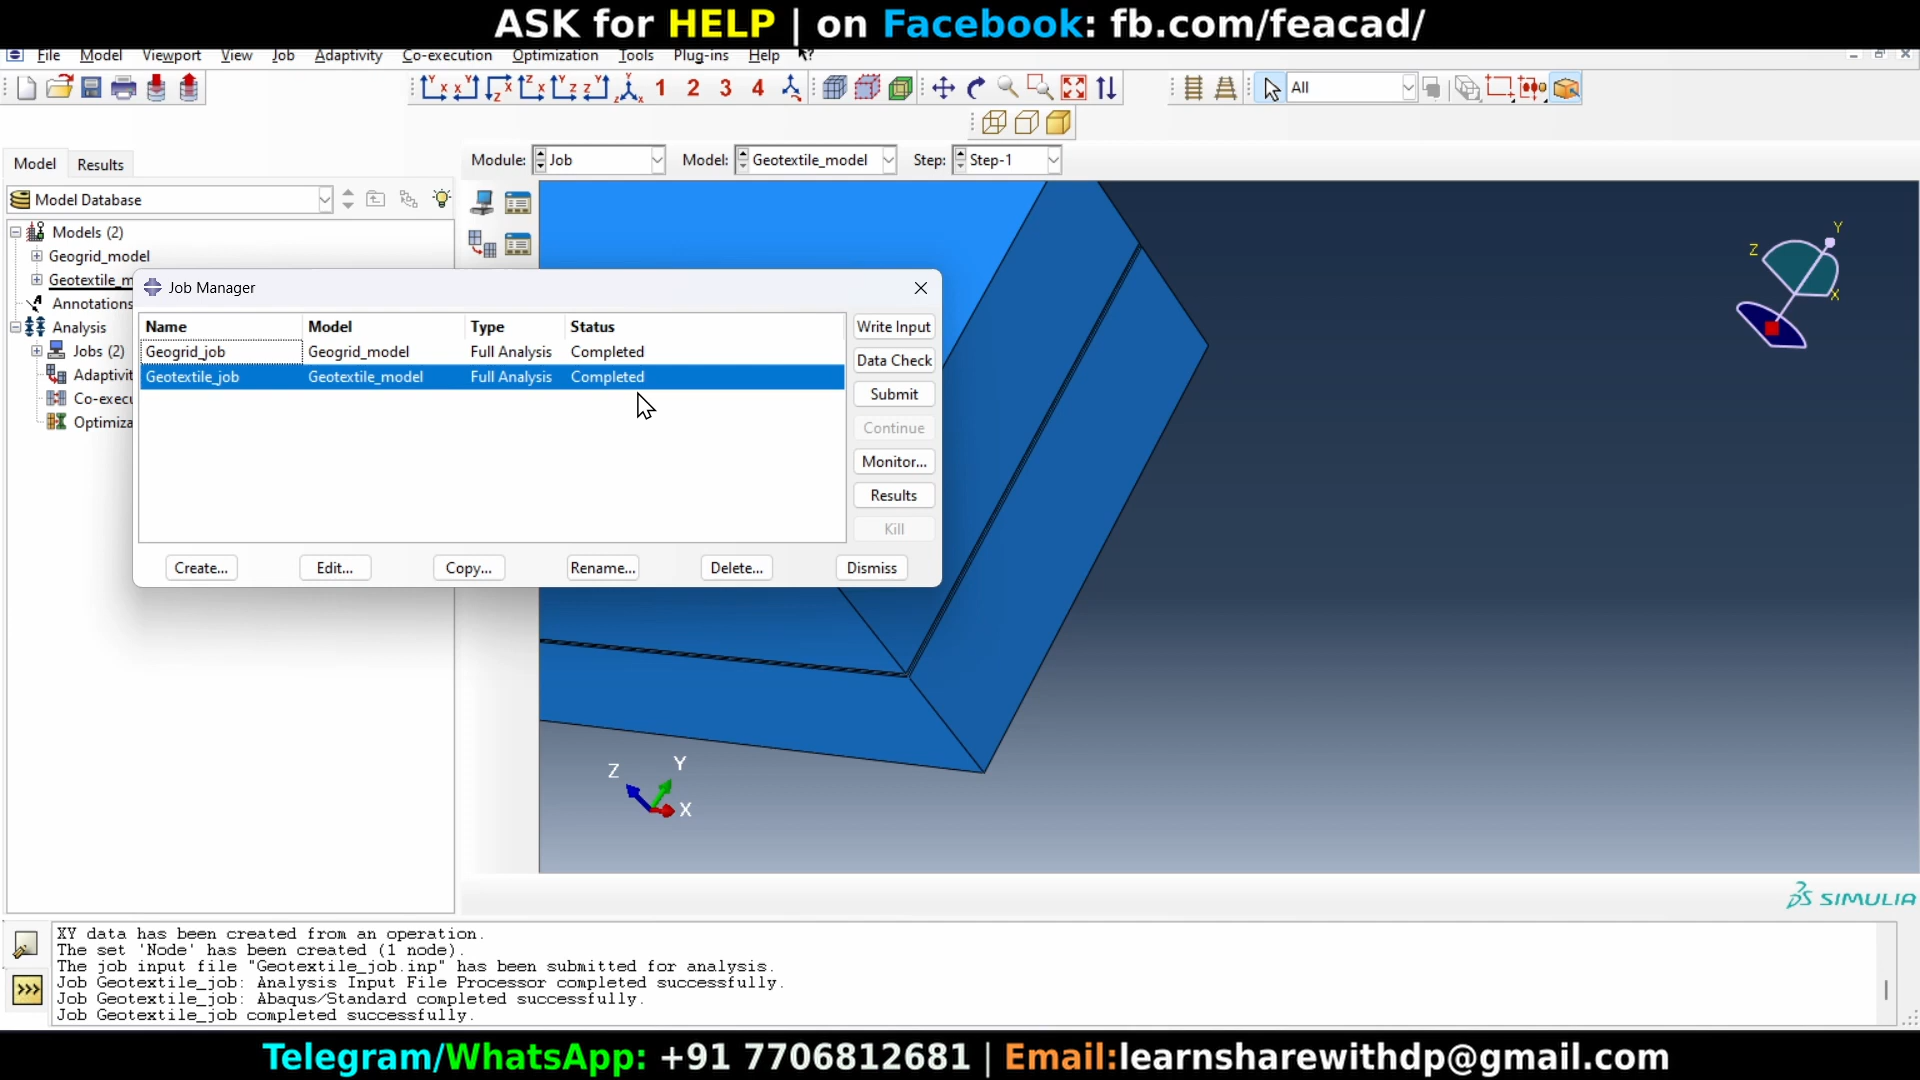 ASK for HELP | on Facebook: fb.com/feacad/
File Model Viewport View Job Adaptivity Co-execution Optimization Tools Plug-ins Help
1 2 3 4 All
Model Results
Module: Job Model: Geotextile_model Step: Step-1
Model Database
Models (2)
Geogrid_model
Geotextile_m
Annotations
Analysis
Jobs (2)
Adaptivit
Co-execu
Optimiza
Job Manager
Name Model Type Status
Geogrid_job Geogrid_model Full Analysis Completed
Geotextile_job Geotextile_model Full Analysis Completed
Write Input
Data Check
Submit
Continue
Monitor...
Results
Kill
Create... Edit... Copy... Rename... Delete... Dismiss
Y
Z
X
Y
Z
X
SIMULIA
XY data has been created from an operation.
The set 'Node' has been created (1 node).
The job input file "Geotextile_job.inp" has been submitted for analysis.
Job Geotextile_job: Analysis Input File Processor completed successfully.
Job Geotextile_job: Abaqus/Standard completed successfully.
Job Geotextile_job completed successfully.
>>>
Telegram/WhatsApp: +91 7706812681 | Email:learnsharewithdp@gmail.com